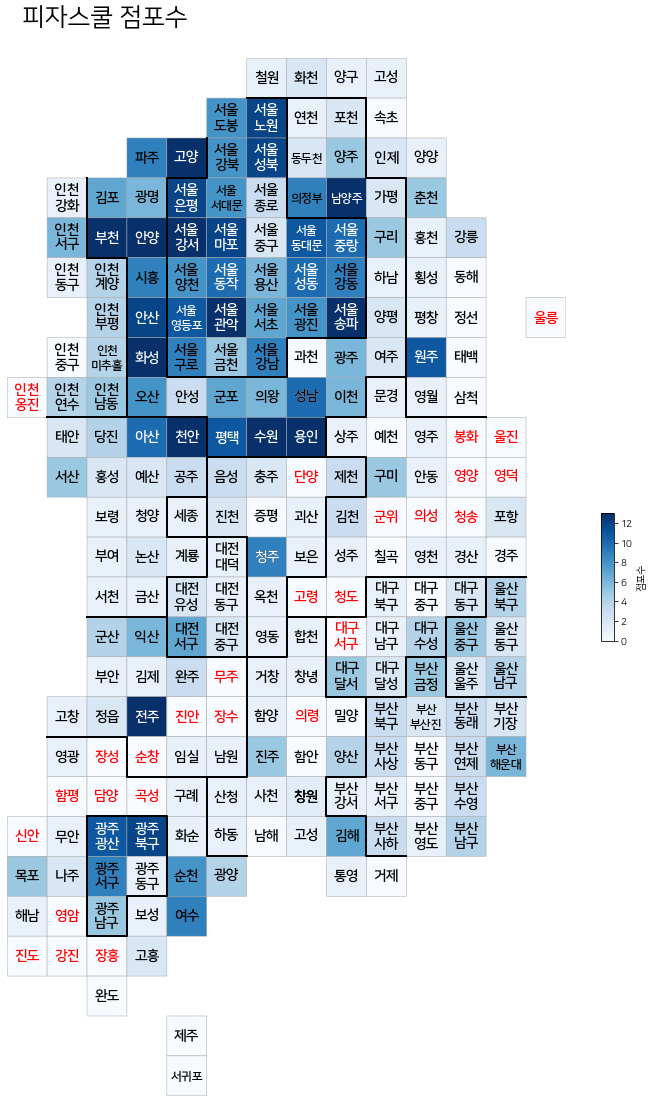 피자스쿨 점포수
철원 화천 양구 고성
서울 도봉 서울 노원 연천 포천 속초
파주 고양 서울 강북 서울 성북 동두천 양주 인제 양양
인천 강화 김포 광명 서울 은평 서울 서대문 서울 종로 의정부 남양주 가평 춘천
인천 서구 부천 안양 서울 강서 서울 마포 서울 중구 서울 동대문 서울 중랑 구리 홍천 강릉
인천 동구 인천 계양 시흥 서울 양천 서울 동작 서울 용산 서울 성동 서울 강동 하남 횡성 동해
인천 부평 안산 서울 영등포 서울 관악 서울 서초 서울 광진 서울 송파 양평 평창 정선 울릉
인천 중구 인천 미추홀 화성 서울 구로 서울 금천 서울 강남 과천 광주 여주 원주 태백
인천 옹진 인천 연수 인천 남동 오산 안성 군포 의왕 성남 이천 문경 영월 삼척
태안 당진 아산 천안 평택 수원 용인 상주 예천 영주 봉화 울진
서산 홍성 예산 공주 음성 충주 단양 제천 구미 안동 영양 영덕
보령 청양 세종 진천 증평 괴산 김천 군위 의성 청송 포항
부여 논산 계룡 대전 대덕 청주 보은 성주 칠곡 영천 경산 경주
서천 금산 대전 유성 대전 동구 옥천 고령 청도 대구 북구 대구 중구 대구 동구 울산 북구
군산 익산 대전 서구 대전 중구 영동 합천 대구 서구 대구 남구 대구 수성 울산 중구 울산 동구
부안 김제 완주 무주 거창 창녕 대구 달서 대구 달성 부산 금정 울산 울주 울산 남구
고창 정읍 전주 진안 장수 함양 의령 밀양 부산 북구 부산 부산진 부산 동래 부산 기장
영광 장성 순창 임실 남원 진주 함안 양산 부산 사상 부산 동구 부산 연제 부산 해운대
함평 담양 곡성 구례 산청 사천 창원 부산 강서 부산 서구 부산 중구 부산 수영
신안 무안 광주 광산 광주 북구 화순 하동 남해 고성 김해 부산 사하 부산 영도 부산 남구
목포 나주 광주 서구 광주 동구 순천 광양 통영 거제
해남 영암 광주 남구 보성 여수
진도 강진 장흥 고흥
완도
제주
서귀포
12
10
8
6
4
2
0
점포수